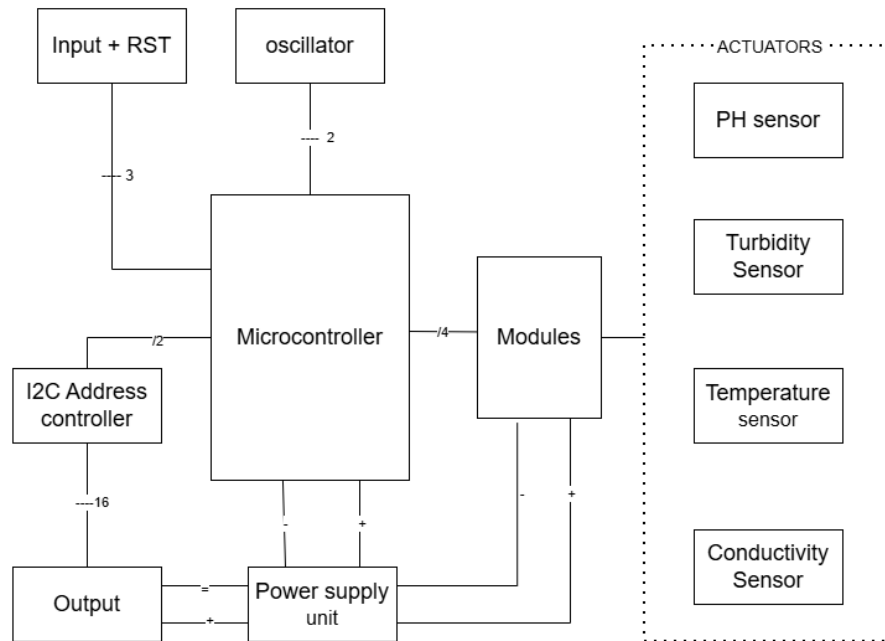 Input + RST
oscillator
ACTUATORS
PH sensor
---- 2
---- 3
Turbidity
Sensor
Microcontroller
/4
Modules
/2
I2C Address
controller
Temperature
sensor
----16
-
+
-
+
Conductivity
Sensor
Output
=
+
Power supply
unit